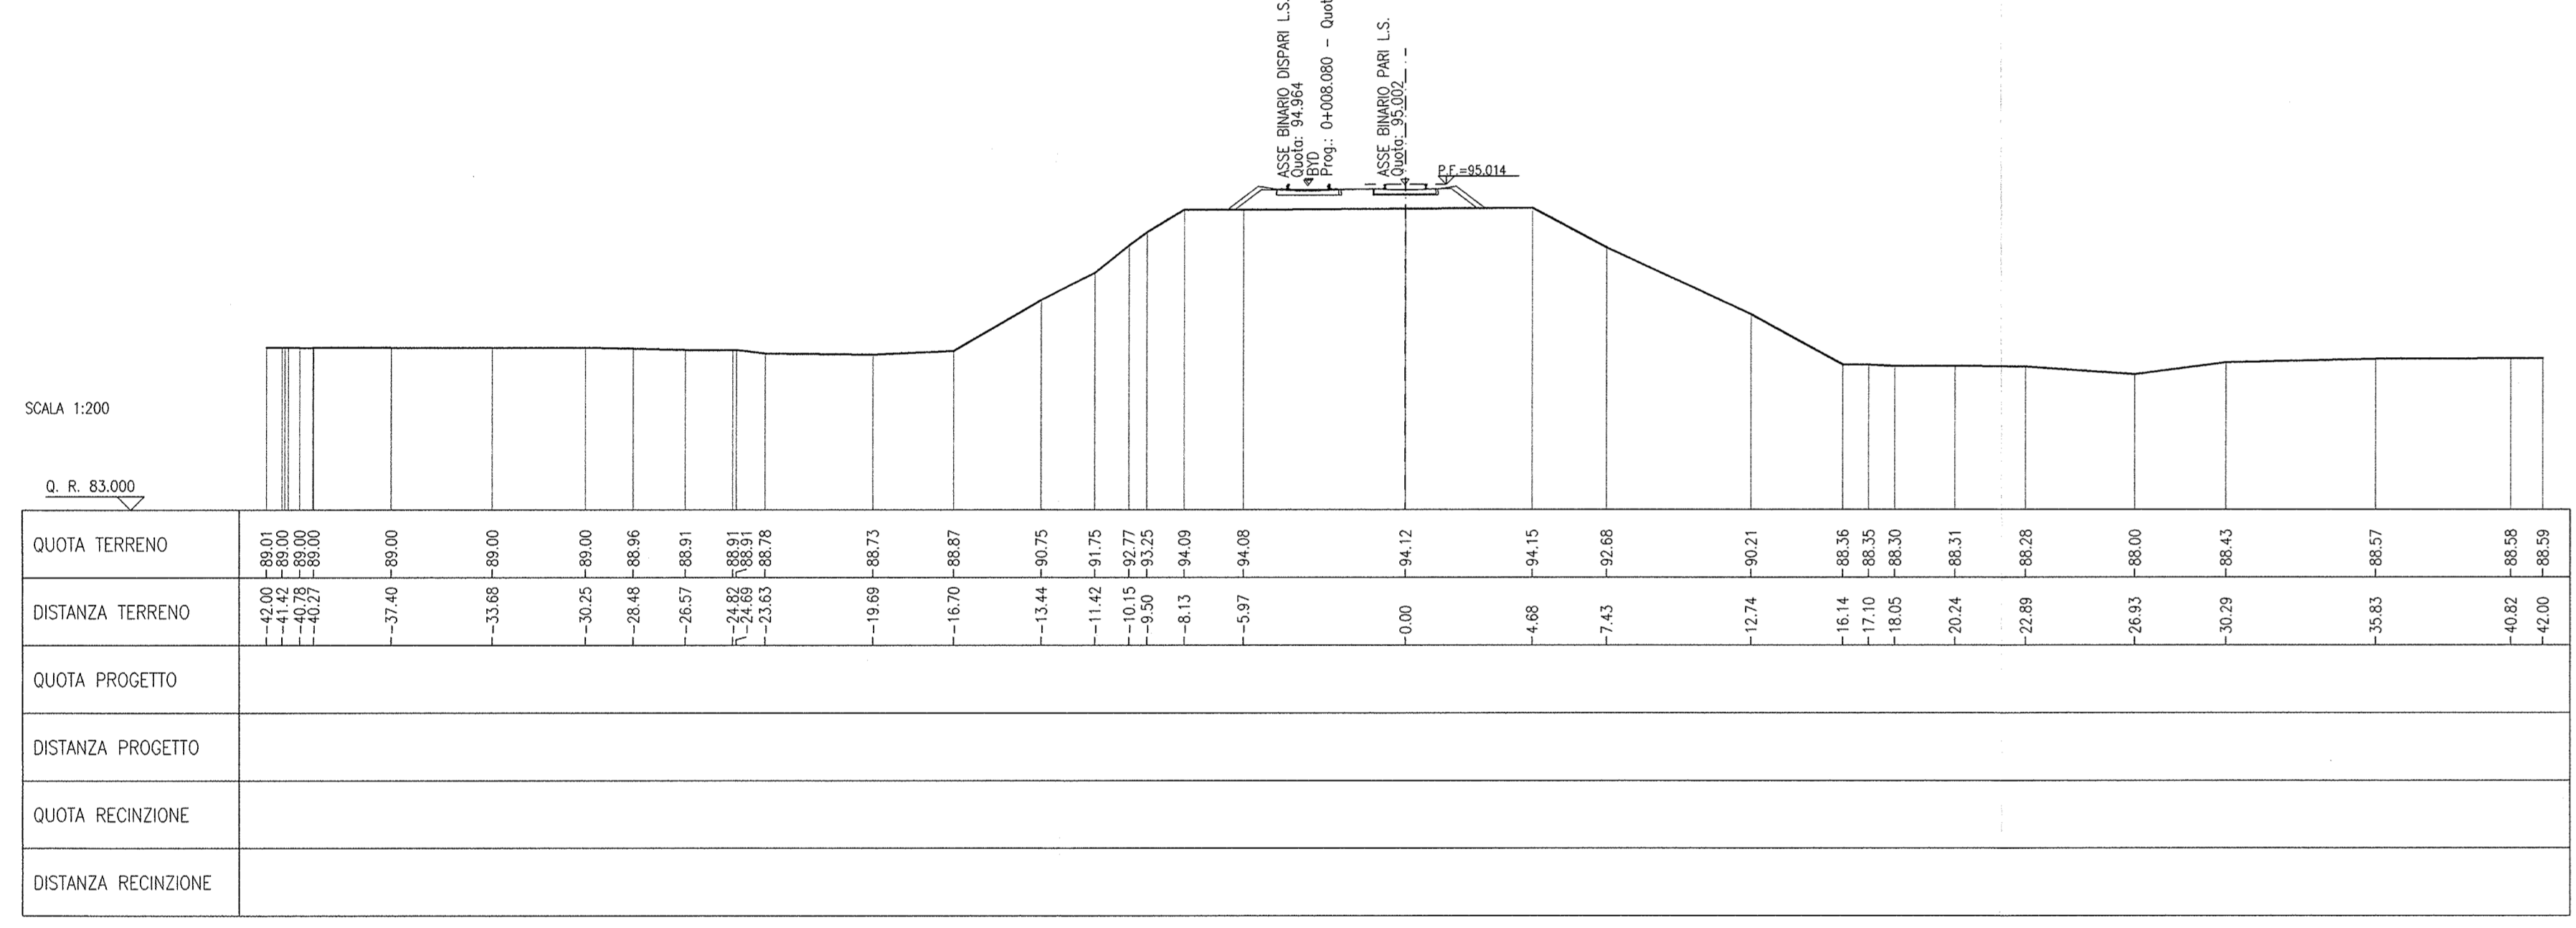 ASSE BINARIO DISPARI L.S.
Quota: 94.964
BYD
Prog.: 0+008.080 -
ASSE BINARIO PARI L.S.
Quota: 95.002
P.F.=95.014
SCALA 1:200
Q. R. 83.000
QUOTA TERRENO 89.01 89.00 89.00 89.00 89.00 89.00 89.00 88.96 88.91 88.91 88.91 88.78 88.73 88.87 90.75 91.75 92.77 93.25 94.09 94.08 94.12 94.15 92.68 90.21 88.36 88.35 88.30 88.31 88.28 88.00 88.43 88.57 88.58 88.59
DISTANZA TERRENO -42.00 -41.42 -40.78 -40.27 -37.40 -33.68 -30.25 -28.48 -26.57 -24.82 -24.69 -23.63 -19.69 -16.70 -13.44 -11.42 -10.15 -9.50 -8.13 -5.97 0.00 4.68 7.43 12.74 16.14 17.10 18.05 20.24 22.89 26.93 30.29 35.83 40.82 42.00
QUOTA PROGETTO
DISTANZA PROGETTO
QUOTA RECINZIONE
DISTANZA RECINZIONE